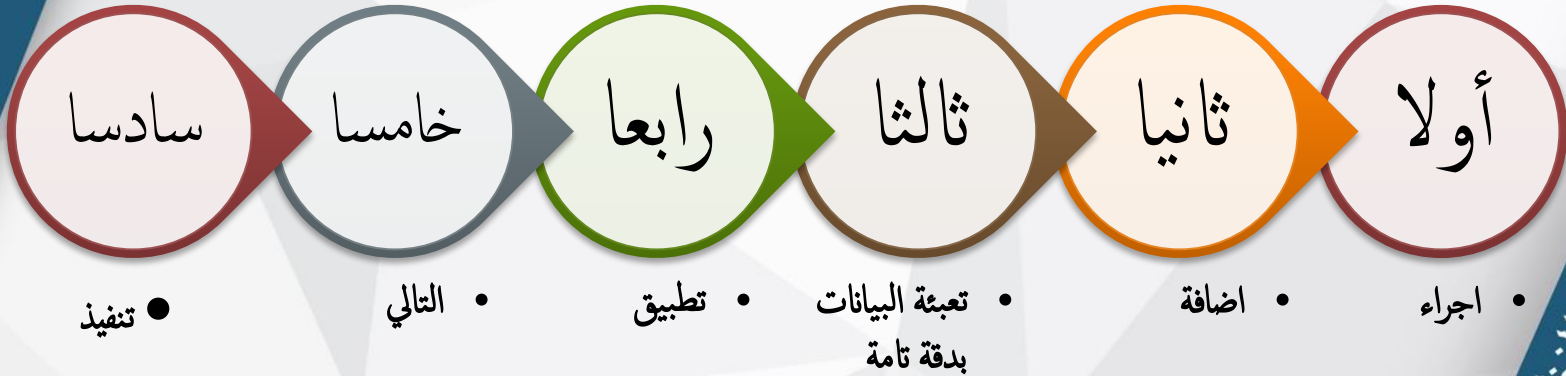 أولا
ثانيا
ثالثا
رابعا
خامسا
سادسا
• اجراء
• اضافة
• تعبئة البيانات
بدقة تامة
• تطبيق
• التالي
• تنفيذ